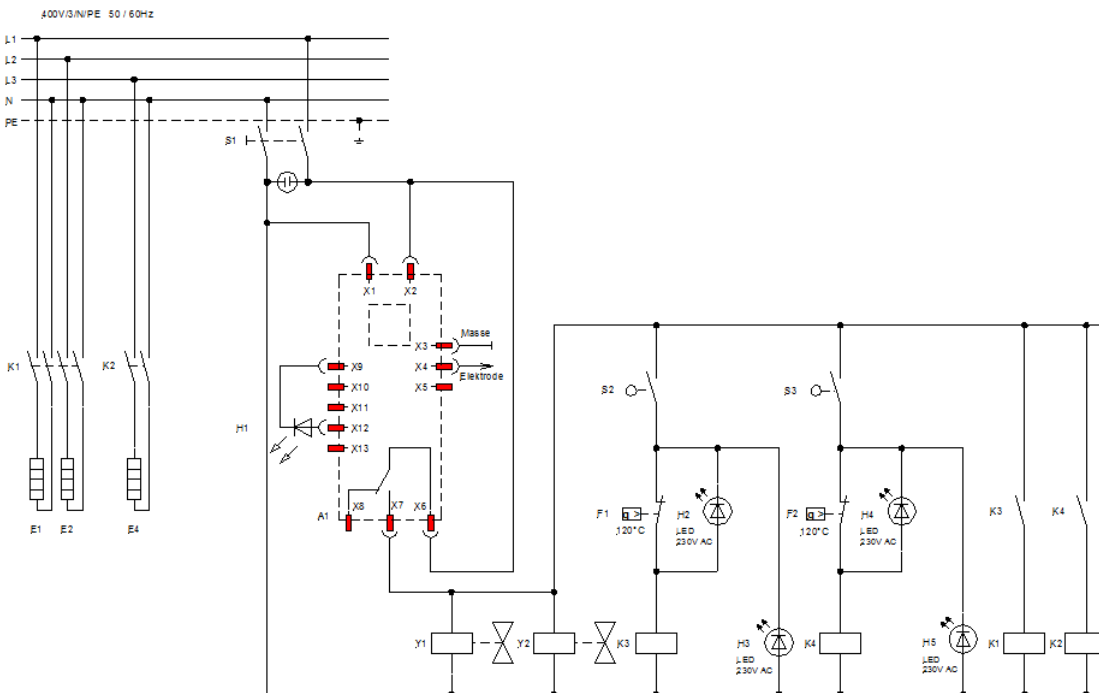 400V/3/N/PE 50 / 60Hz
L1
L2
L3
N
PE
S1
X1
X2
Masse
X3
K1
K2
X9
X4
Elektrode
X10
X5
S2
S3
X11
H1
X12
X13
X8
X7
X6
A1
F1
q >
120°C
H2
LED
230V AC
F2
q >
120°C
H4
LED
230V AC
K3
K4
E1
E2
E4
Y1
Y2
K3
H3
LED
230V AC
K4
H5
LED
230V AC
K1
K2